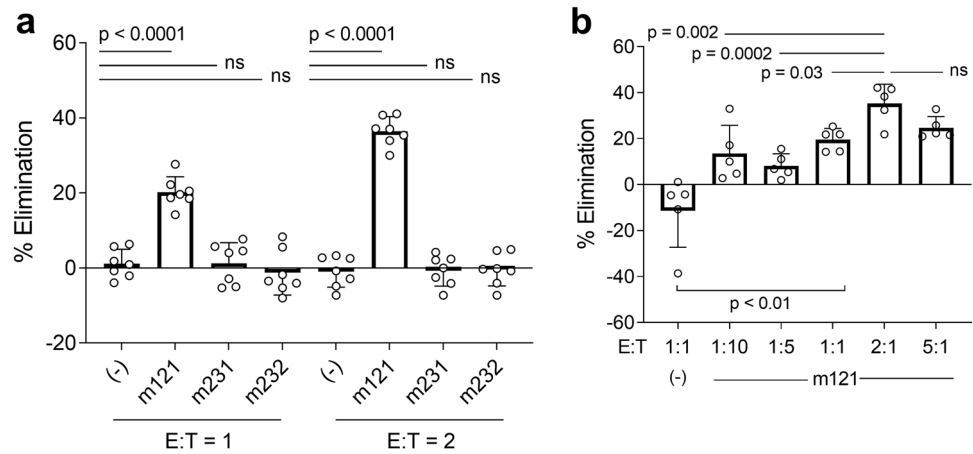 a
p < 0.0001
p < 0.0001
ns
ns
ns
ns
60
40
20
0
-20
% Elimination
(-)
m121
m231
m232
(-)
m121
m231
m232
E:T = 1
E:T = 2
b
p = 0.002
p = 0.0002
p = 0.03
ns
60
40
20
0
-20
-40
-60
% Elimination
p < 0.01
E:T 1:1 1:10 1:5 1:1 2:1 5:1
(-) m121